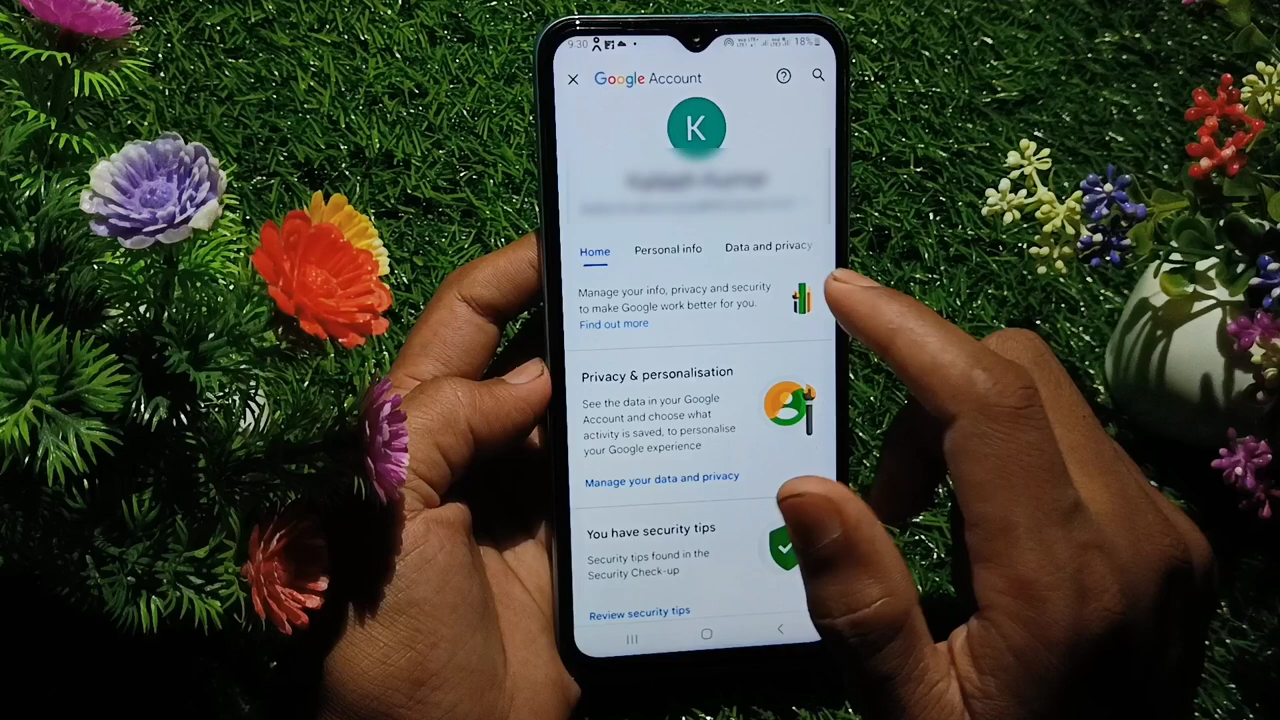 9.30
18%
Google Account
K
Home Personal info Data and privacy
Manage your info, privacy and security
to make Google work better for you.
Find out more
Privacy & personalisation
See the data in your Google
Account and choose what
activity is saved, to personalise
your Google experience
Manage your data and privacy
You have security tips
Security tips found in the
Security Check-up
Review security tips